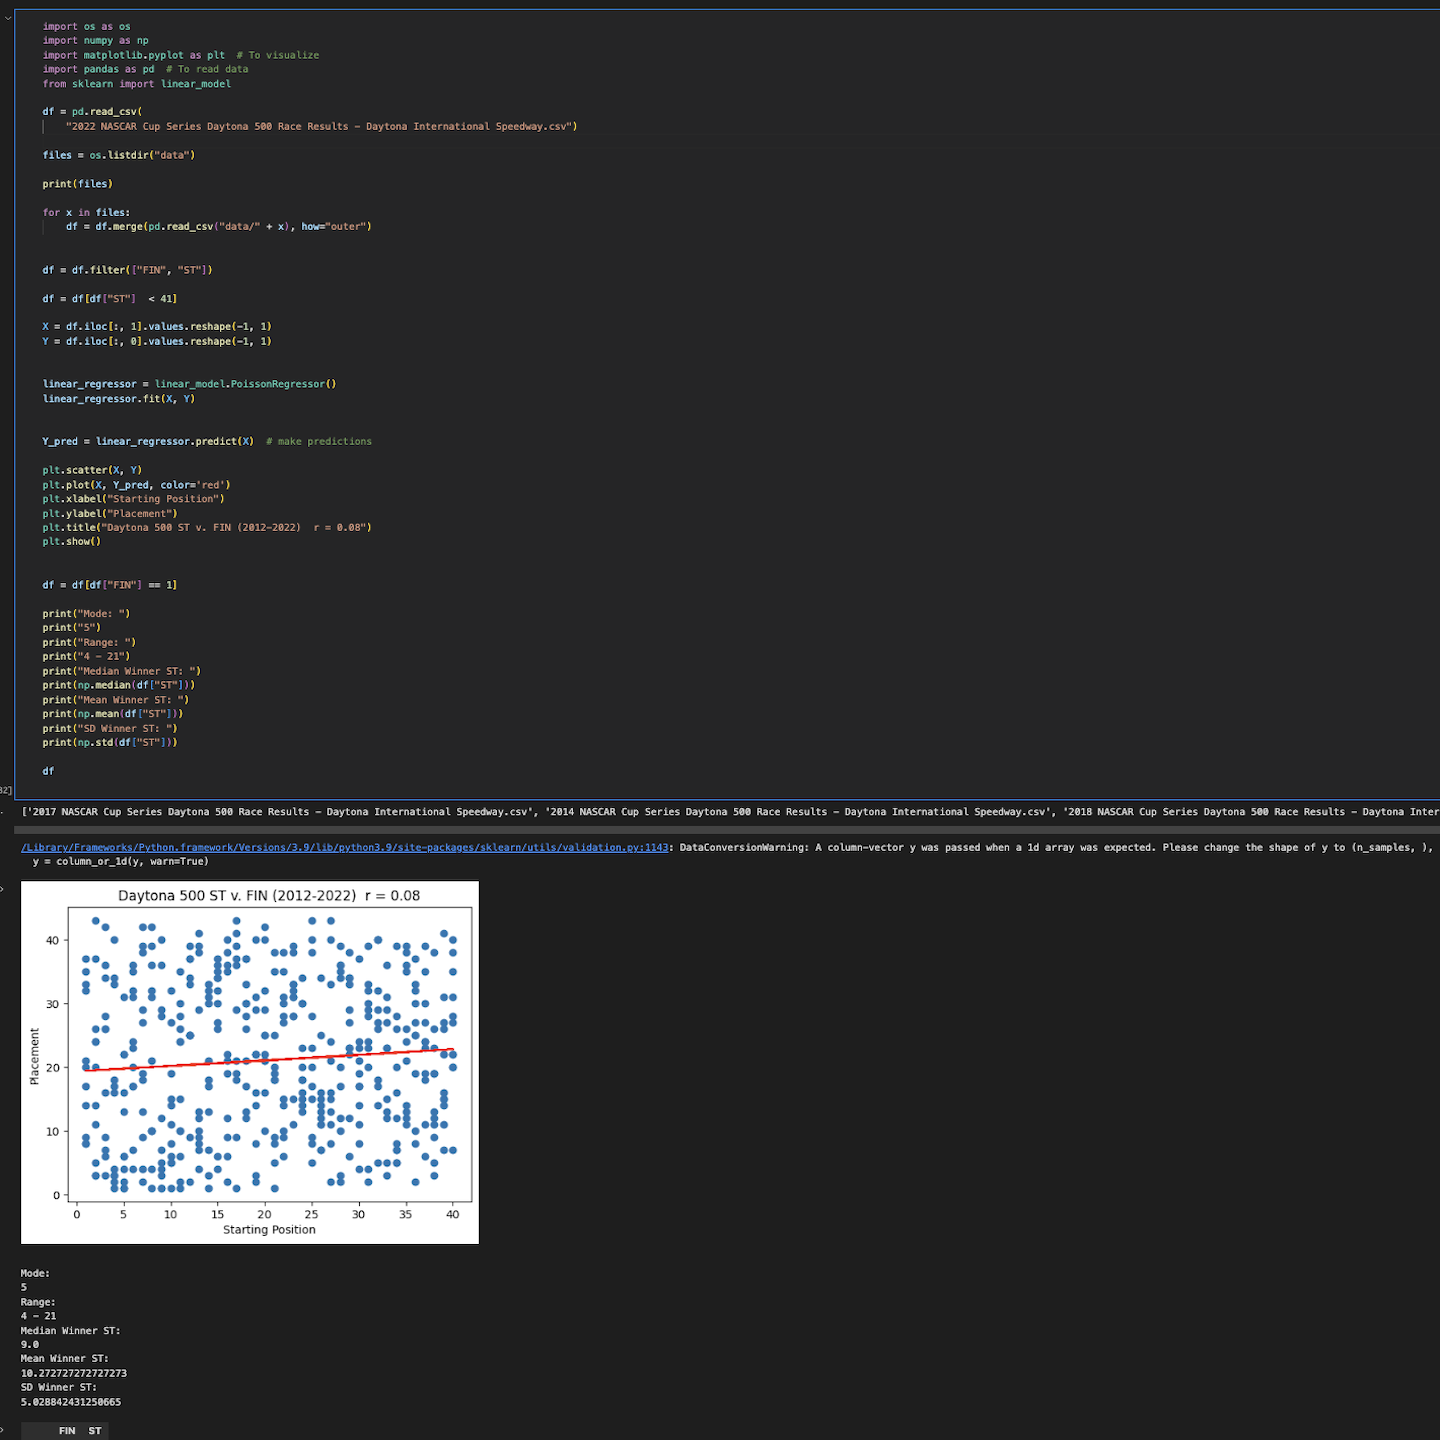 import os as os
import numpy as np
import matplotlib.pyplot as plt  # To visualize
import pandas as pd  # To read data
from sklearn import linear_model
df = pd.read_csv(
"2022 NASCAR Cup Series Daytona 500 Race Results – Daytona International Speedway.csv")
files = os.listdir("data")
print(files)
for x in files:
df = df.merge(pd.read_csv("data/" + x), how="outer")
df = df.filter(["FIN", "ST"])
df = df[df["ST"]  < 41]
X = df.iloc[:, 1].values.reshape(-1, 1)
Y = df.iloc[:, 0].values.reshape(-1, 1)
linear_regressor = linear_model.PoissonRegressor()
linear_regressor.fit(X, Y)
Y_pred = linear_regressor.predict(X)  # make predictions
plt.scatter(X, Y)
plt.plot(X, Y_pred, color='red')
plt.xlabel("Starting Position")
plt.ylabel("Placement")
plt.title("Daytona 500 ST v. FIN (2012-2022)  r = 0.08")
plt.show()
df = df[df["FIN"] == 1]
print("Mode: ")
print("5")
print("Range: ")
print("4 – 21")
print("Median Winner ST: ")
print(np.median(df["ST"]))
print("Mean Winner ST: ")
print(np.mean(df["ST"]))
print("SD Winner ST: ")
print(np.std(df["ST"]))
df
32]
['2017 NASCAR Cup Series Daytona 500 Race Results – Daytona International Speedway.csv', '2014 NASCAR Cup Series Daytona 500 Race Results – Daytona International Speedway.csv', '2018 NASCAR Cup Series Daytona 500 Race Results – Daytona Inter
/Library/Frameworks/Python.framework/Versions/3.9/lib/python3.9/site-packages/sklearn/utils/validation.py:1143: DataConversionWarning: A column-vector y was passed when a 1d array was expected. Please change the shape of y to (n_samples, ),
y = column_or_1d(y, warn=True)
Daytona 500 ST v. FIN (2012-2022)  r = 0.08
40
30
20
10
0
Placement
0 5 10 15 20 25 30 35 40
Starting Position
Mode:
5
Range:
4 – 21
Median Winner ST:
9.0
Mean Winner ST:
10.272727272727273
SD Winner ST:
5.028842431250665
FIN ST